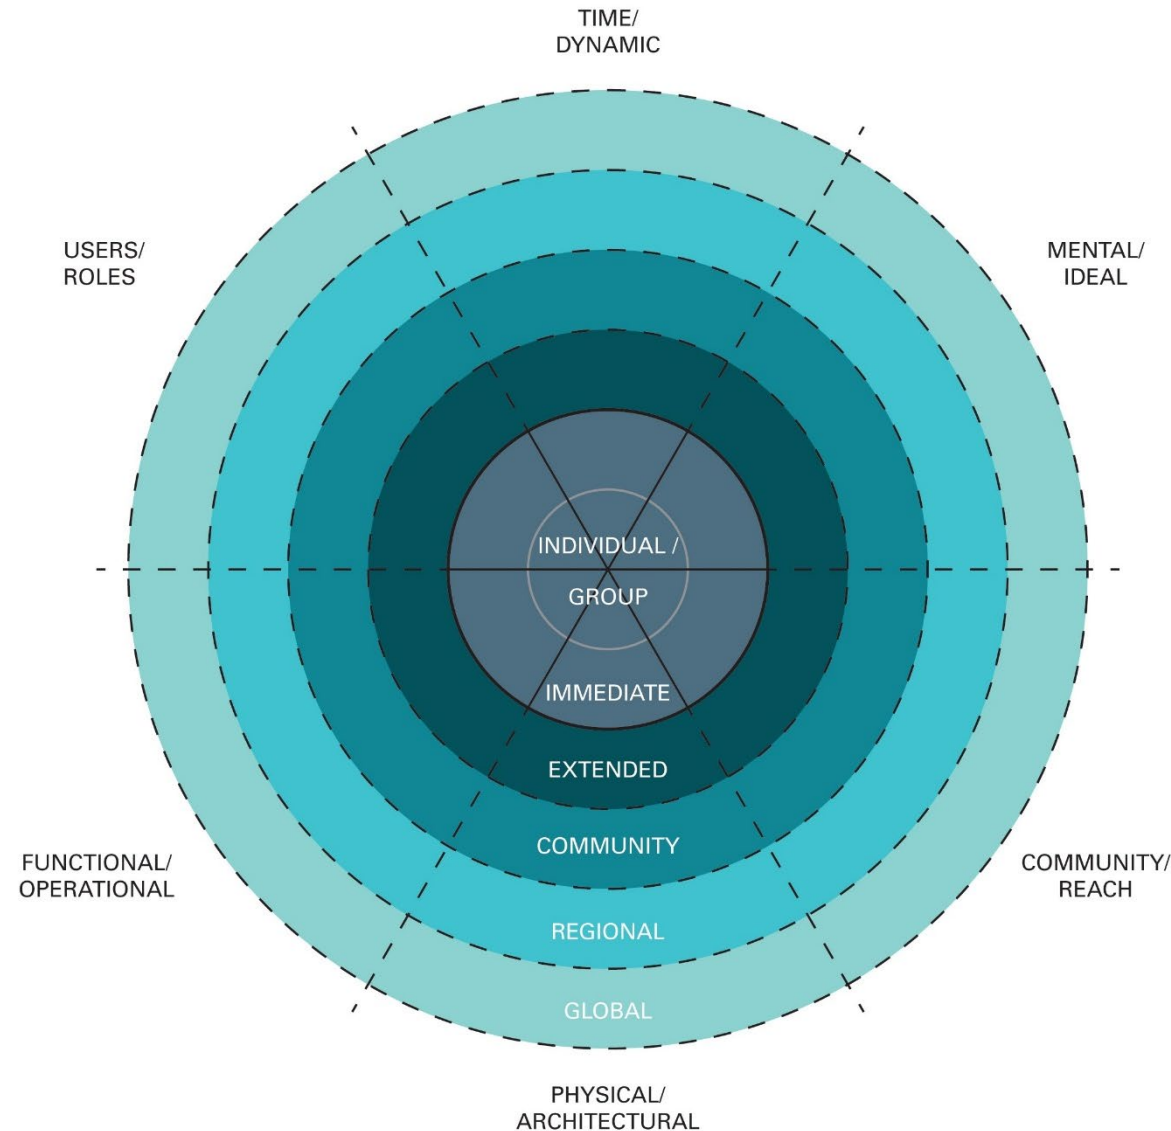 TIME/
DYNAMIC
USERS/
ROLES
MENTAL/
IDEAL
INDIVIDUAL /
GROUP
IMMEDIATE
EXTENDED
COMMUNITY
REGIONAL
GLOBAL
FUNCTIONAL/
OPERATIONAL
COMMUNITY/
REACH
PHYSICAL/
ARCHITECTURAL